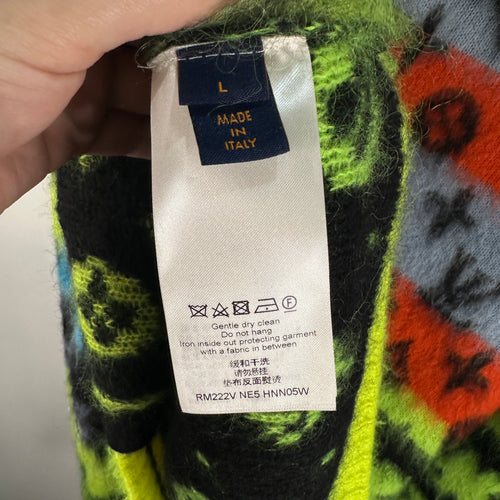 L
MADE
IN
ITALY
F
Gentle dry clean
Do not hang
Iron inside out protecting garment
with a fabric in between
缓和干洗
请勿悬挂
垫布反面熨烫
RM222V NE5 HNN05W